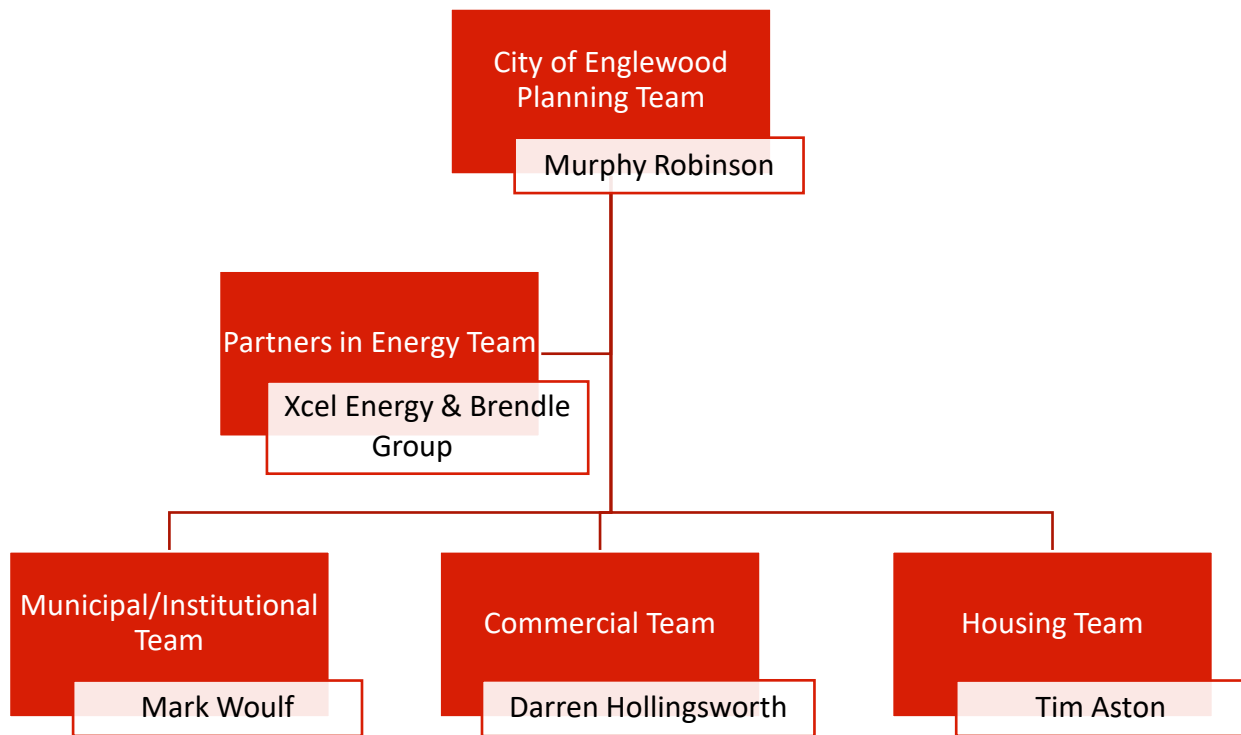 City of Englewood
Planning Team
Murphy Robinson
Partners in Energy Team
Xcel Energy & Brendle
Group
Municipal/Institutional
Team
Mark Woulf
Commercial Team
Darren Hollingsworth
Housing Team
Tim Aston